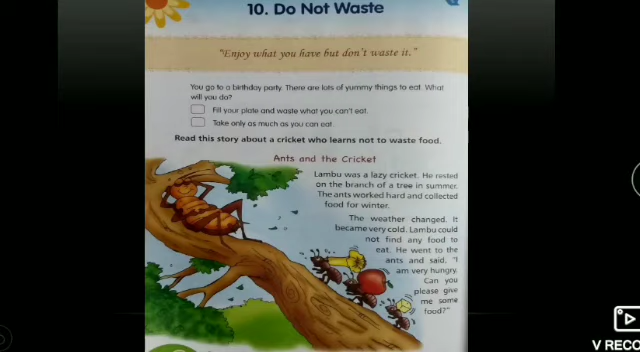 10. Do Not Waste
"Enjoy what you have but don't waste it."
You go to a birthday party. There are lots of yummy things to eat. What
will you do?
Fill your plate and waste what you can't eat.
Take only as much as you can eat.
Read this story about a cricket who learns not to waste food.
Ants and the Cricket
Lambu was a lazy cricket. He rested
on the branch of a tree in summer.
The ants worked hard and collected
food for winter.
The weather changed. It
became very cold. Lambu could
not find any food to
eat. He went to the
ants and said, "I
am very hungry.
Can you
please give
me some
food?"
V RECO